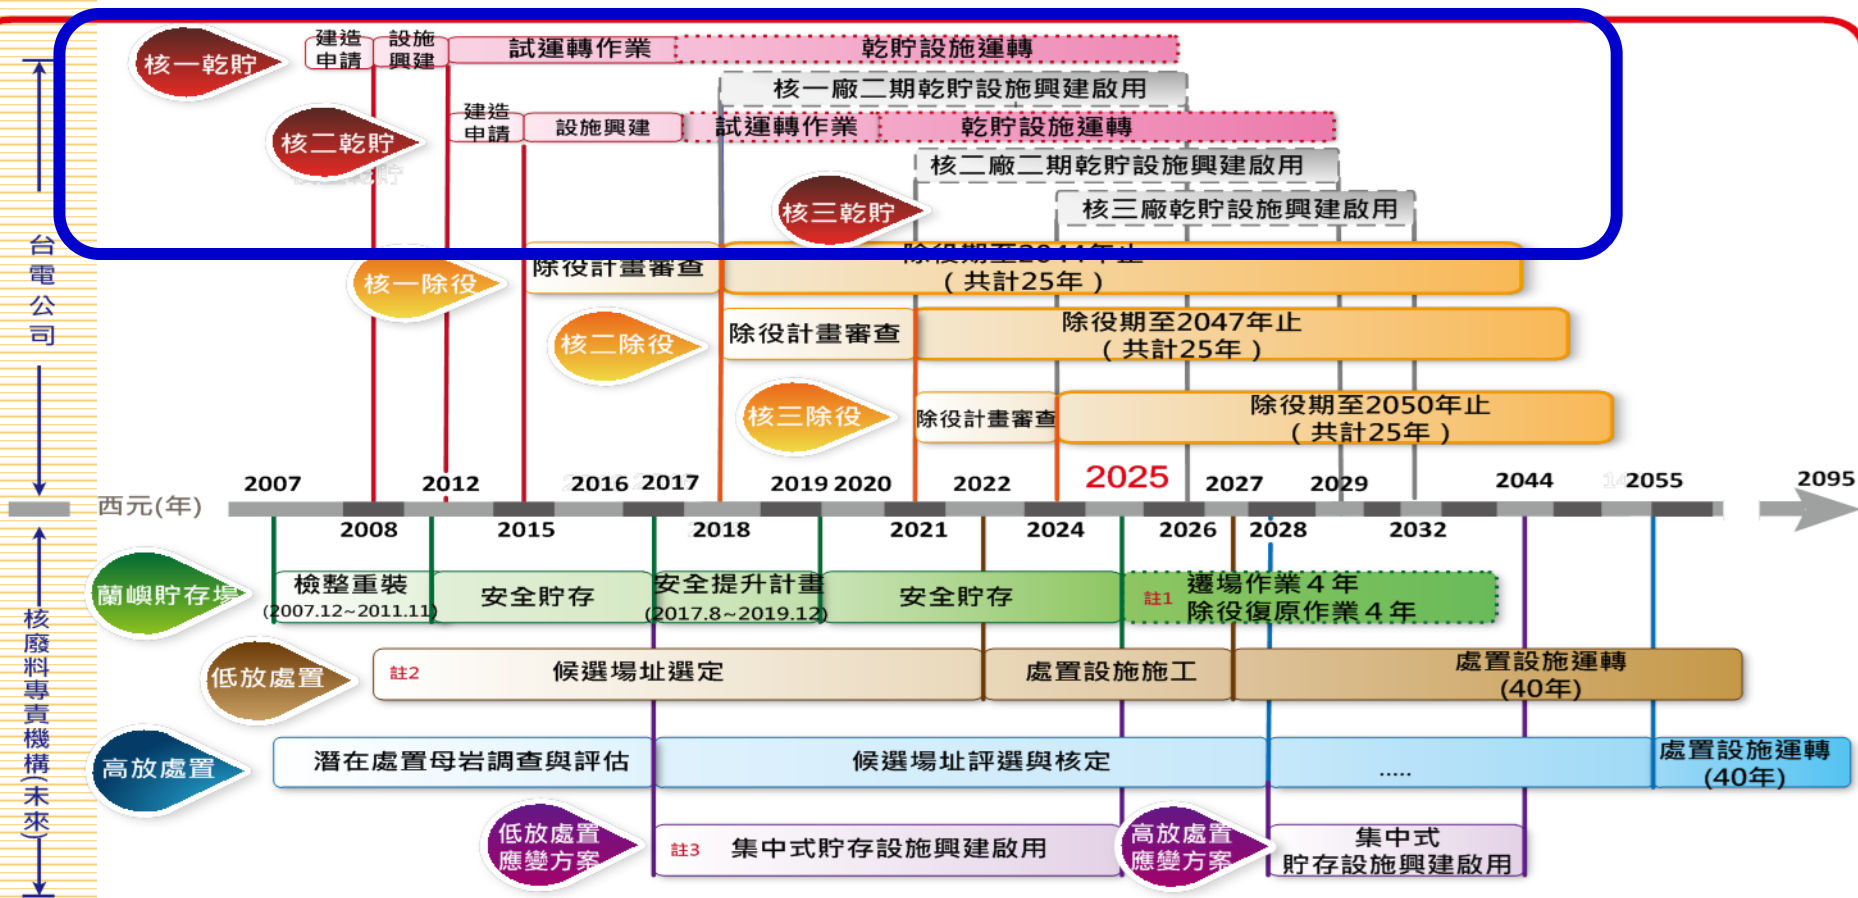 核一乾貯
建造
申請
設施
興建
試運轉作業
乾貯設施運轉
核一廠二期乾貯設施興建啟用
核二乾貯
建造
申請
設施興建
試運轉作業
乾貯設施運轉
核二廠二期乾貯設施興建啟用
核三乾貯
核三廠乾貯設施興建啟用
台電公司
核一除役
除役計畫審查
除役期至2044年止
( 共計25年 )
核二除役
除役計畫審查
除役期至2047年止
( 共計25年 )
核三除役
除役計畫審查
除役期至2050年止
( 共計25年 )
2007
2012
2016
2017
2019
2020
2022
2025
2027
2029
2044
2055
2095
西元(年)
2008
2015
2018
2021
2024
2026
2028
2032
核廢料專責機構(未來)
蘭嶼貯存場
檢整重裝
(2007.12~2011.11)
安全貯存
安全提升計畫
(2017.8~2019.12)
安全貯存
註1
遷場作業４年
除役復原作業４年
低放處置
註2
候選場址選定
處置設施施工
處置設施運轉
(40年)
高放處置
潛在處置母岩調查與評估
候選場址評選與核定
.....
處置設施運轉
(40年)
低放處置
應變方案
註3
集中式貯存設施興建啟用
高放處置
應變方案
集中式
貯存設施興建啟用